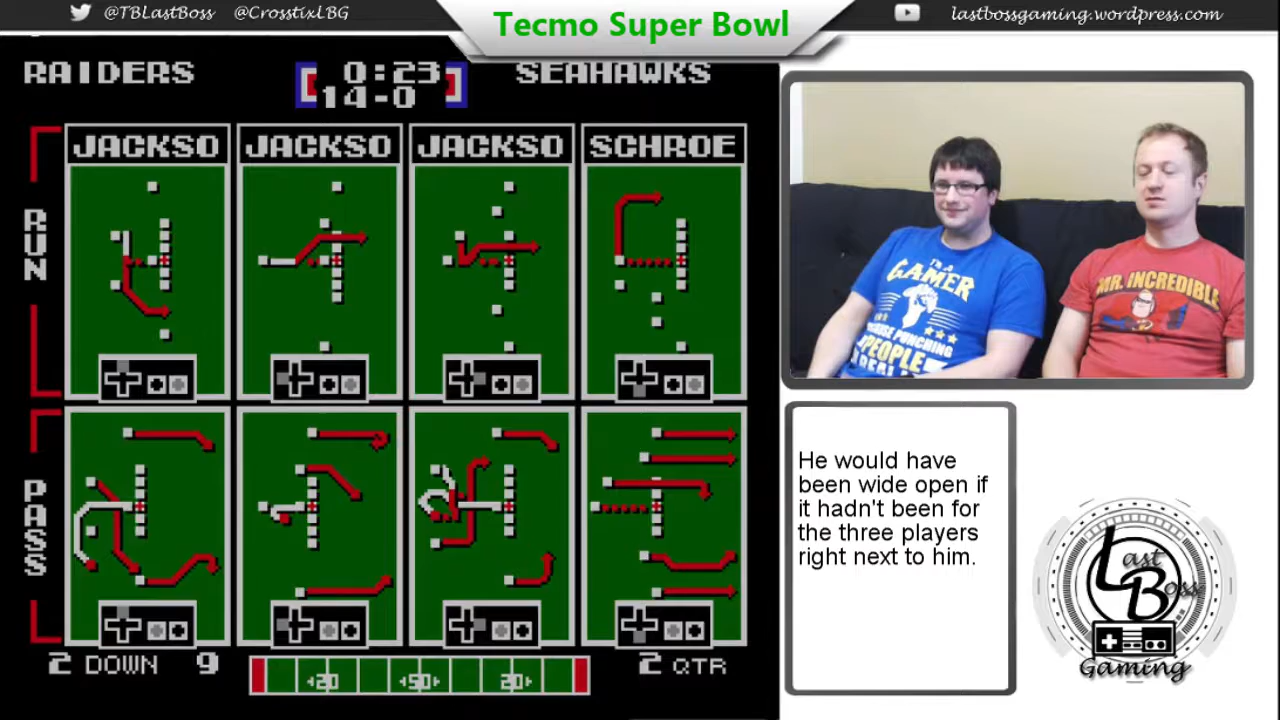 @TBLastBoss @CrosstixLBG
Tecmo Super Bowl
lastbossgaming.wordpress.com
RAIDERS
0:23
14-0
SEAHAWKS
JACKSO JACKSO JACKSO SCHROE
RUN
PASS
2 DOWN 9
+20 +50+ 20+
2 QTR
I'M A
GAMER
PUNCHING
PEOPLE
MR. INCREDIBLE
He would have
been wide open if
it hadn't been for
the three players
right next to him.
Last
Boss
Gaming